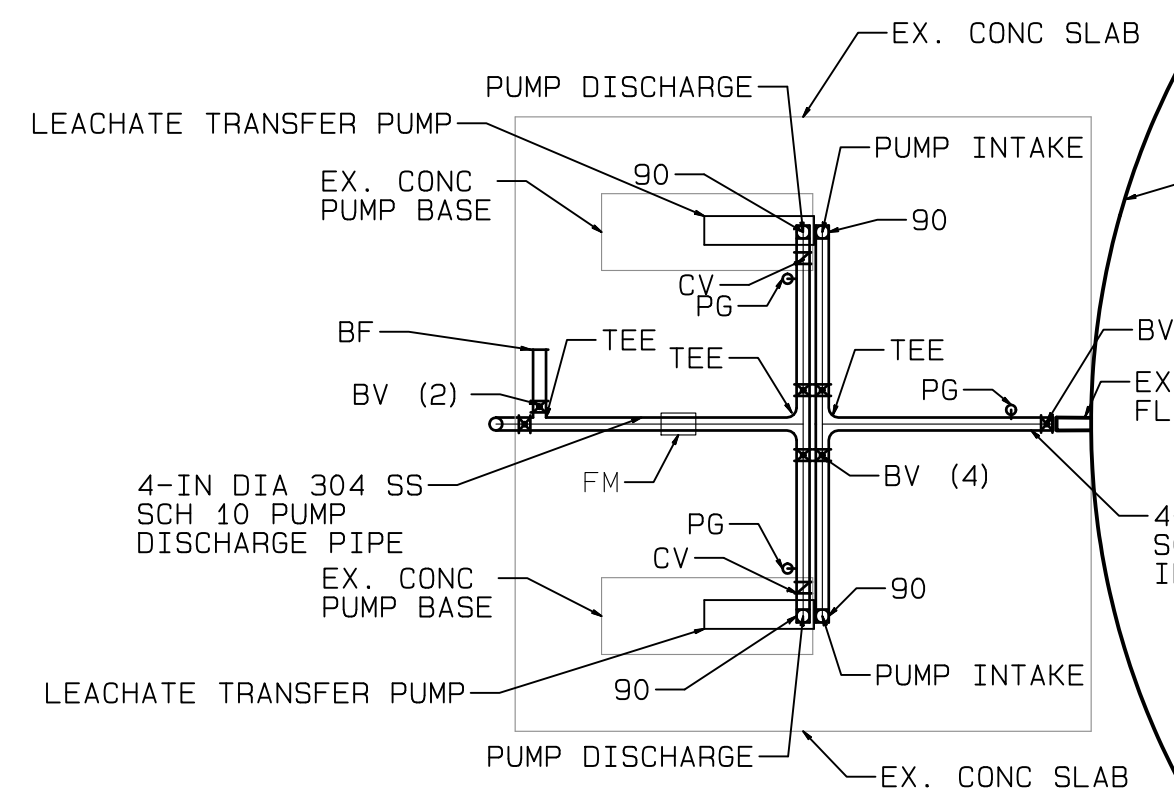 EX. CONC SLAB
PUMP DISCHARGE
LEACHATE TRANSFER PUMP
PUMP INTAKE
90
EX. CONC
PUMP BASE
90
CV
PG
BF
TEE
TEE
TEE
BV
PG
EX
FL
BV (2)
4-IN DIA 304 SS
SCH 10 PUMP
DISCHARGE PIPE
FM
BV (4)
4
PG
CV
EX. CONC
PUMP BASE
90
LEACHATE TRANSFER PUMP
90
PUMP INTAKE
PUMP DISCHARGE
EX. CONC SLAB